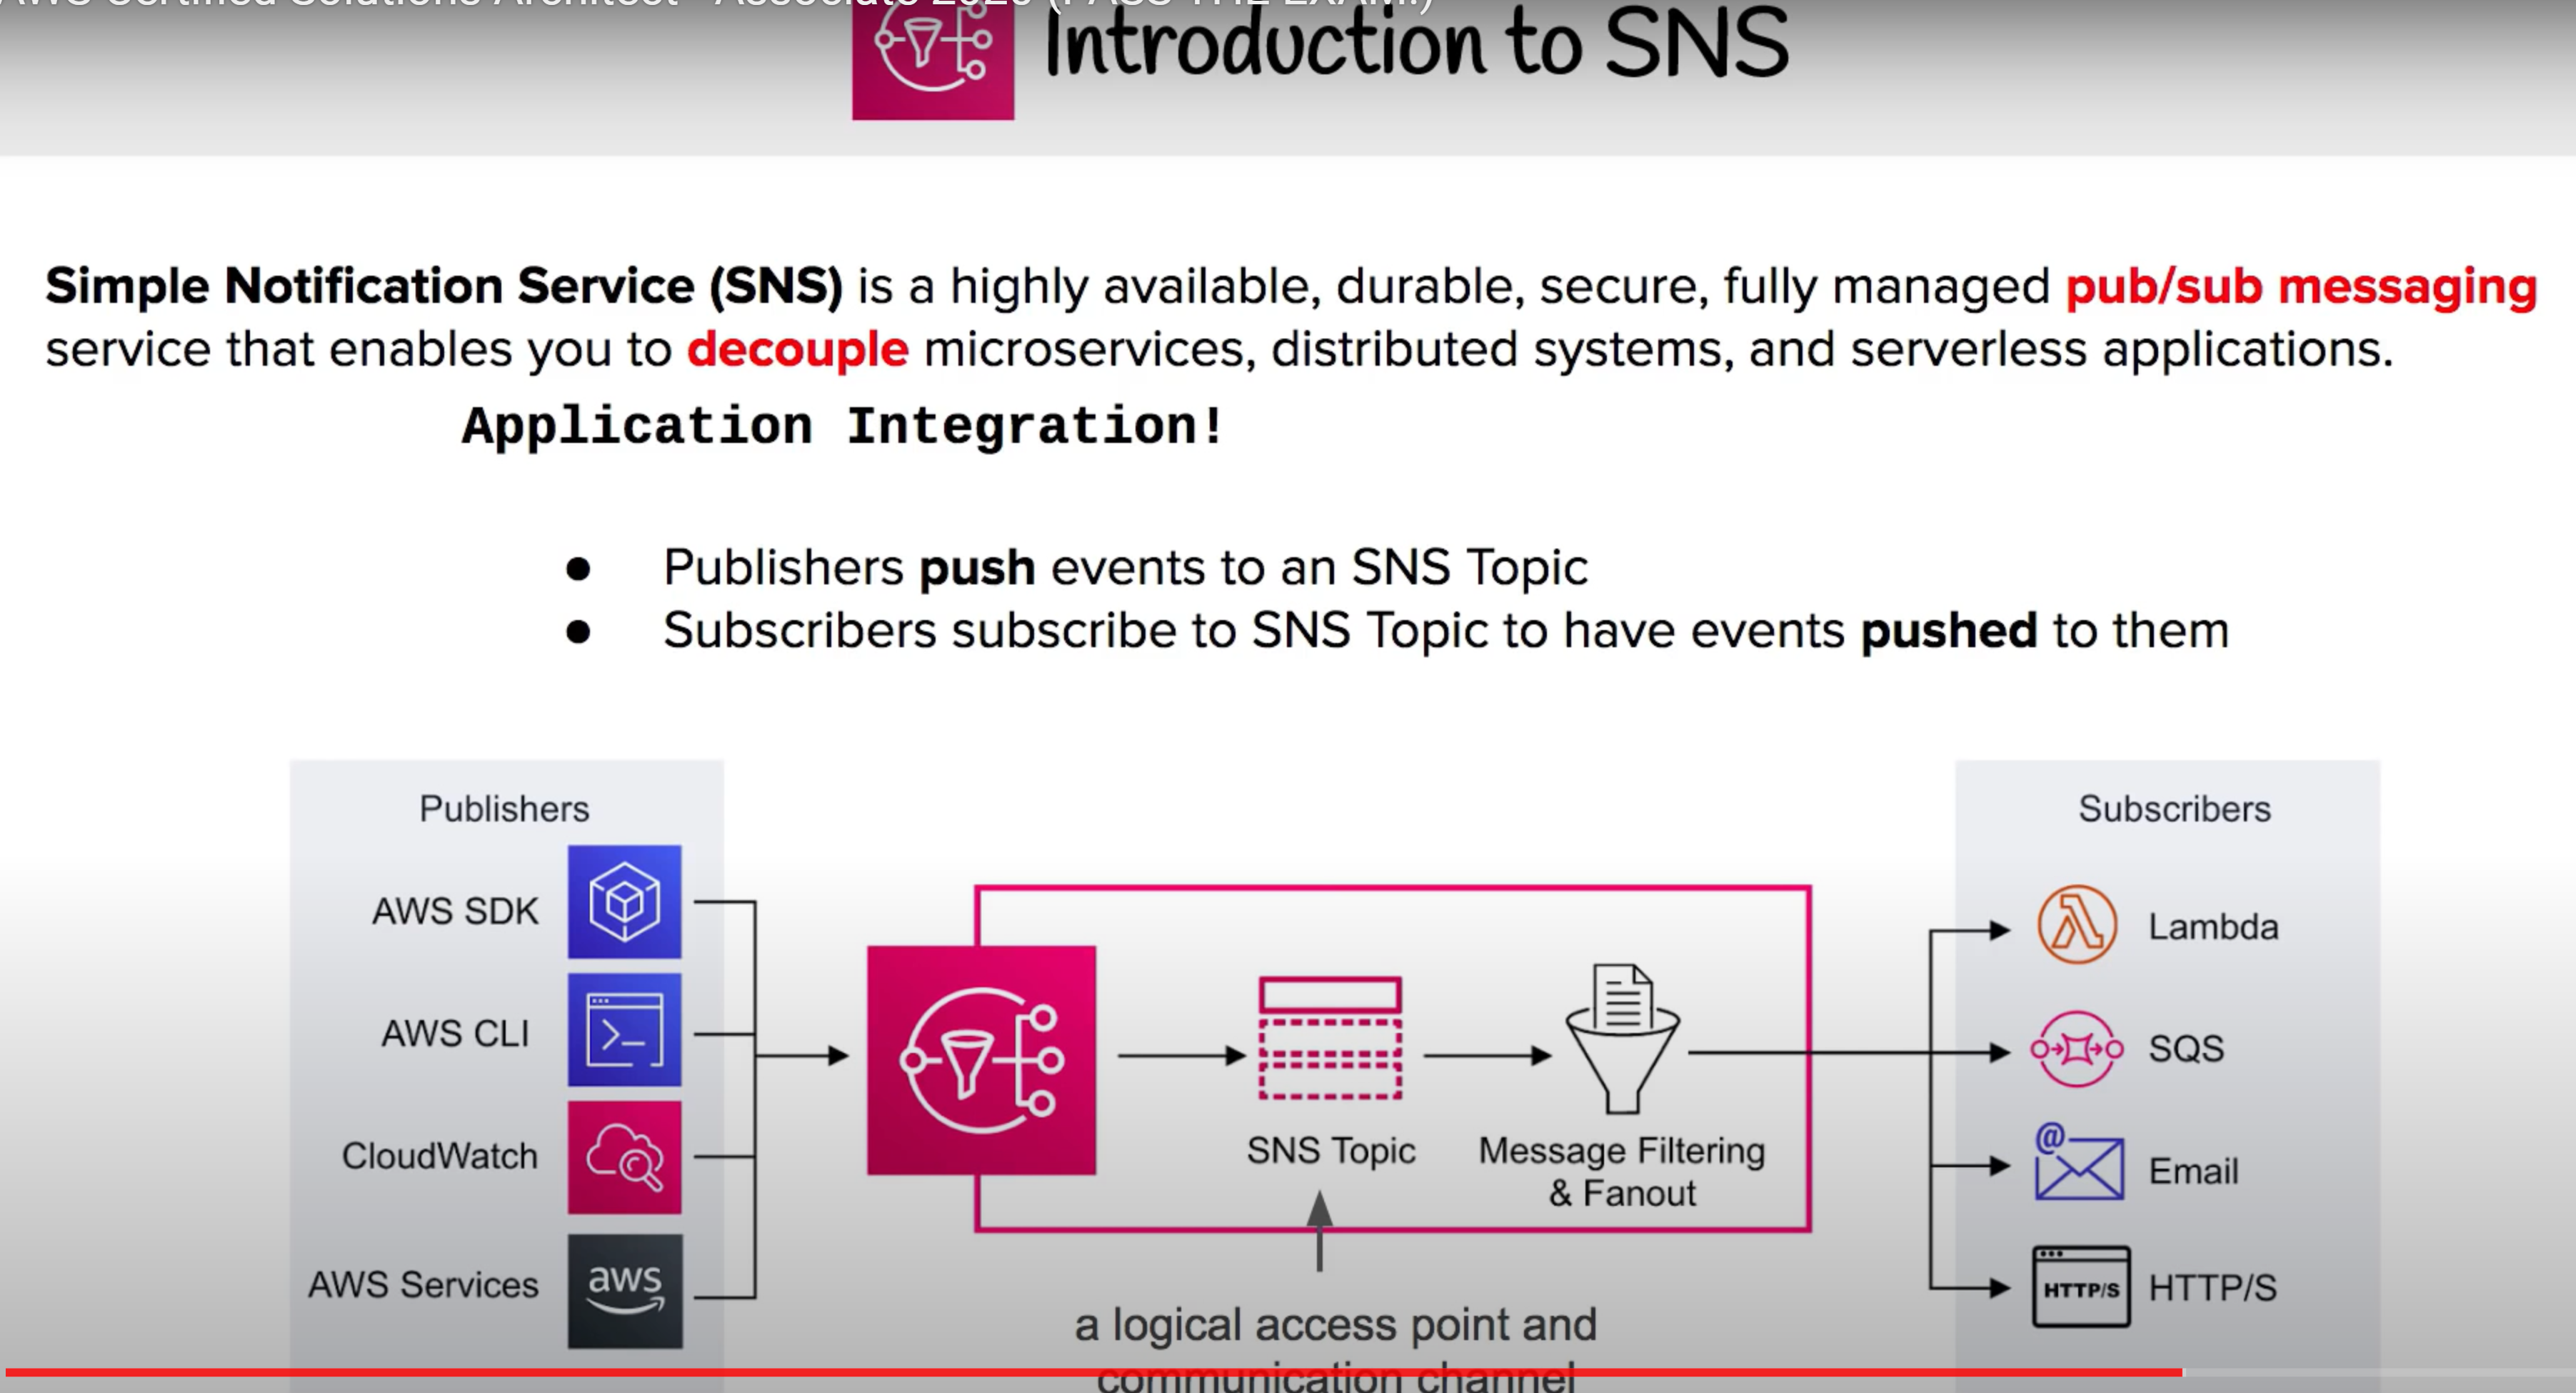 AWS Certified Solutions Architect - Associate 2020 (PASS THE EXAM!)
Introduction to SNS
Simple Notification Service (SNS) is a highly available, durable, secure, fully managed pub/sub messaging
service that enables you to decouple microservices, distributed systems, and serverless applications.
Application Integration!
● Publishers push events to an SNS Topic
● Subscribers subscribe to SNS Topic to have events pushed to them
Publishers
AWS SDK
AWS CLI
CloudWatch
AWS Services
aws
SNS Topic
Message Filtering
& Fanout
a logical access point and
communication channel
Subscribers
Lambda
SQS
@
Email
HTTP/S
HTTP/S